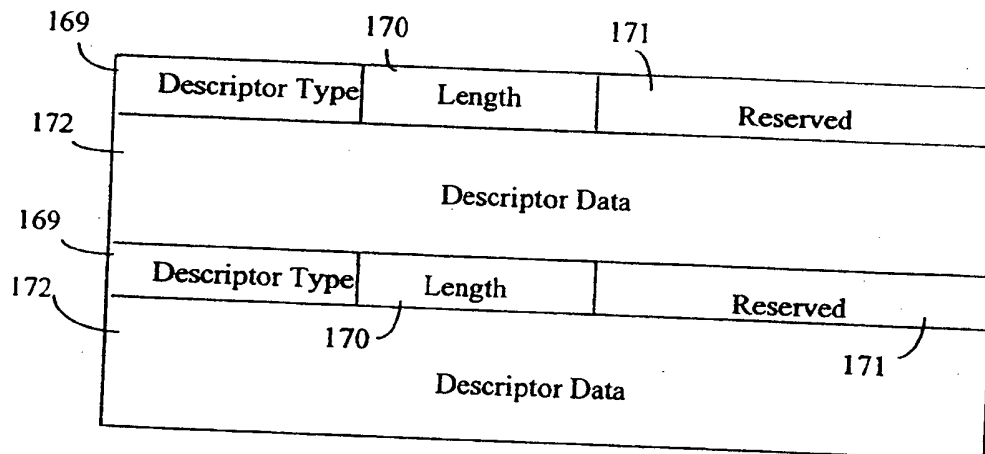 169 170 171
Descriptor Type Length Reserved
172
Descriptor Data
169
Descriptor Type Length Reserved
172
170 171
Descriptor Data